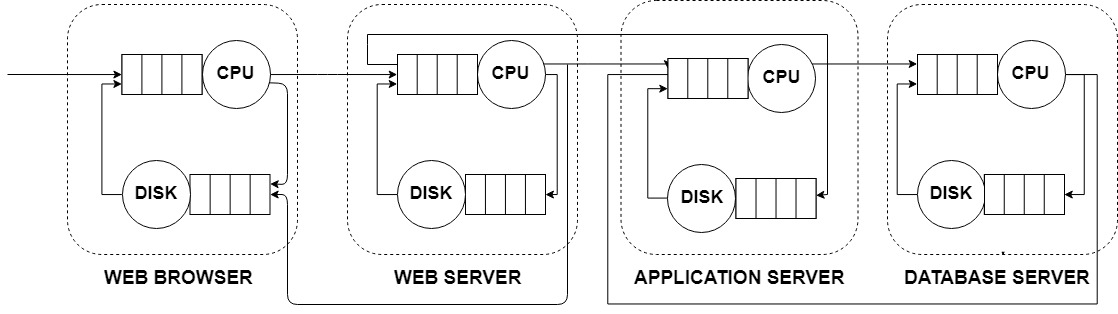 CPU CPU CPU CPU
DISK DISK DISK DISK
WEB BROWSER WEB SERVER APPLICATION SERVER DATABASE SERVER